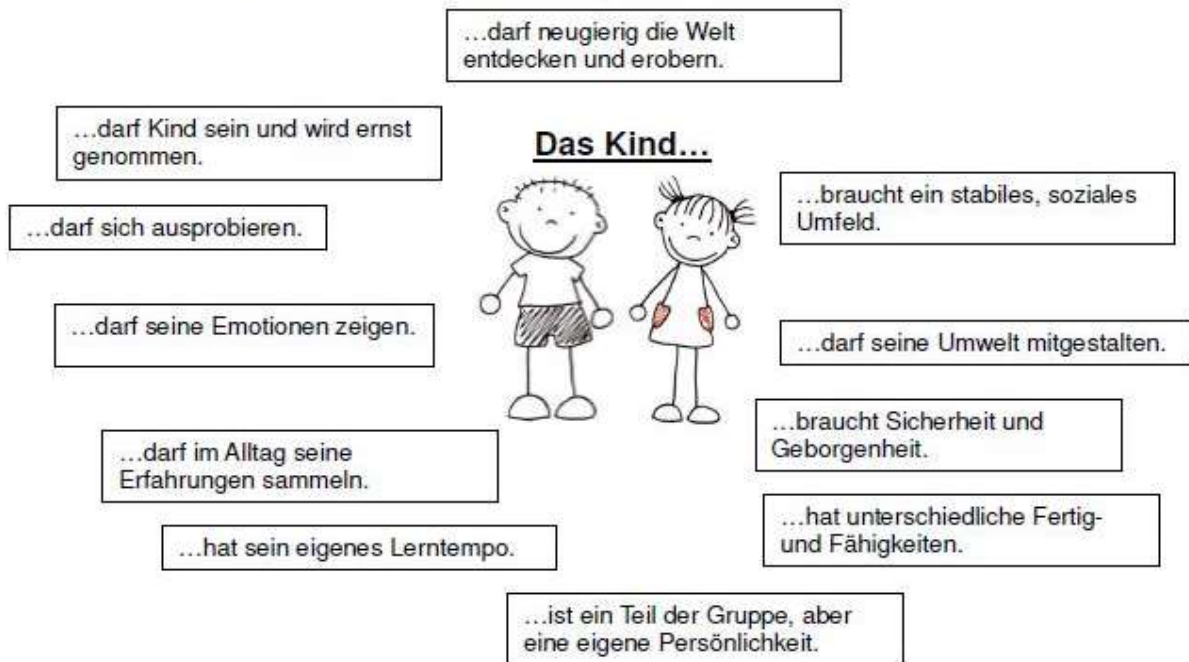 …darf neugierig die Welt
entdecken und erobern.
…darf Kind sein und wird ernst
genommen.
Das Kind…
…braucht ein stabiles, soziales
Umfeld.
…darf sich ausprobieren.
…darf seine Emotionen zeigen.
…darf seine Umwelt mitgestalten.
…braucht Sicherheit und
Geborgenheit.
…darf im Alltag seine
Erfahrungen sammeln.
…hat unterschiedliche Fertig-
und Fähigkeiten.
…hat sein eigenes Lerntempo.
…ist ein Teil der Gruppe, aber
eine eigene Persönlichkeit.